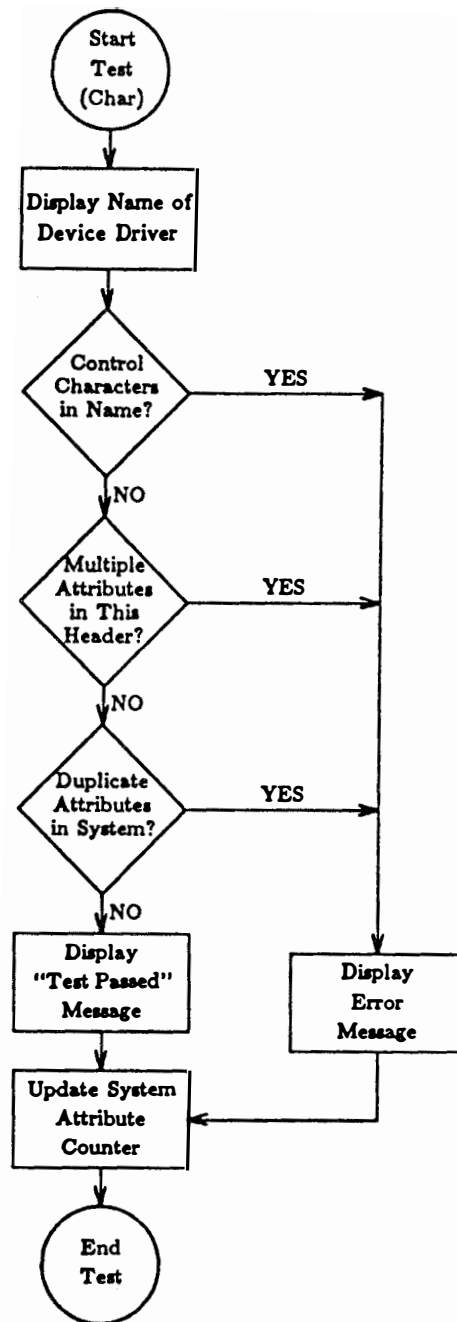 Start
Test
(Char)
Display Name of
Device Driver
Control
Characters
in Name?
YES
NO
Multiple
Attributes
in This
Header?
YES
NO
Duplicate
Attributes
in System?
YES
NO
Display
“Test Passed”
Message
Display
Error
Message
Update System
Attribute
Counter
End
Test